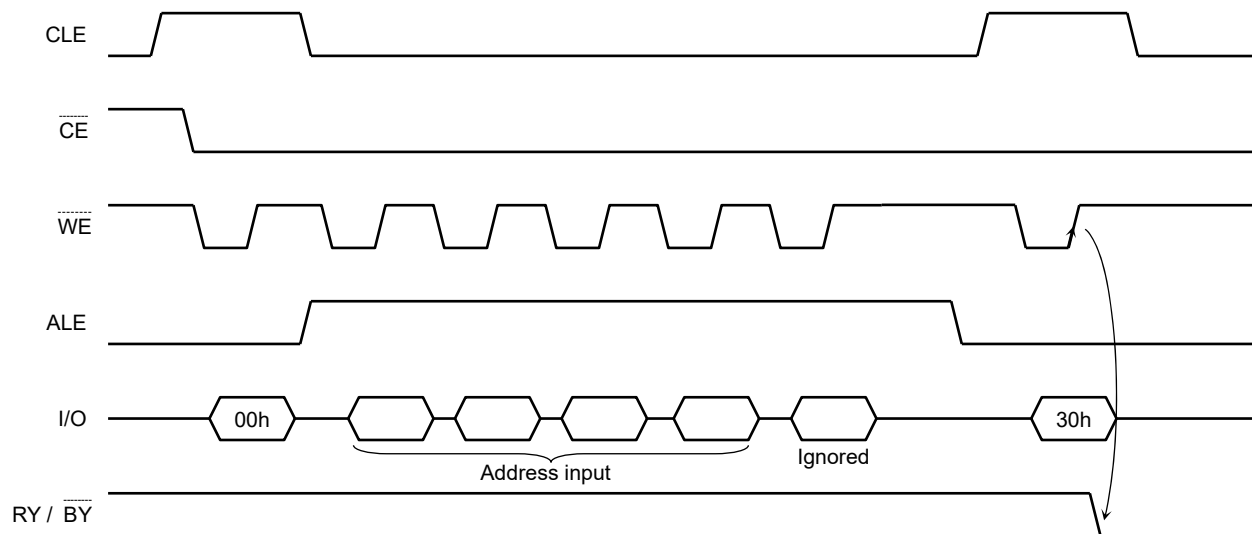 CLE
CE
WE
ALE
I/O
00h
30h
Address input
Ignored
RY / BY